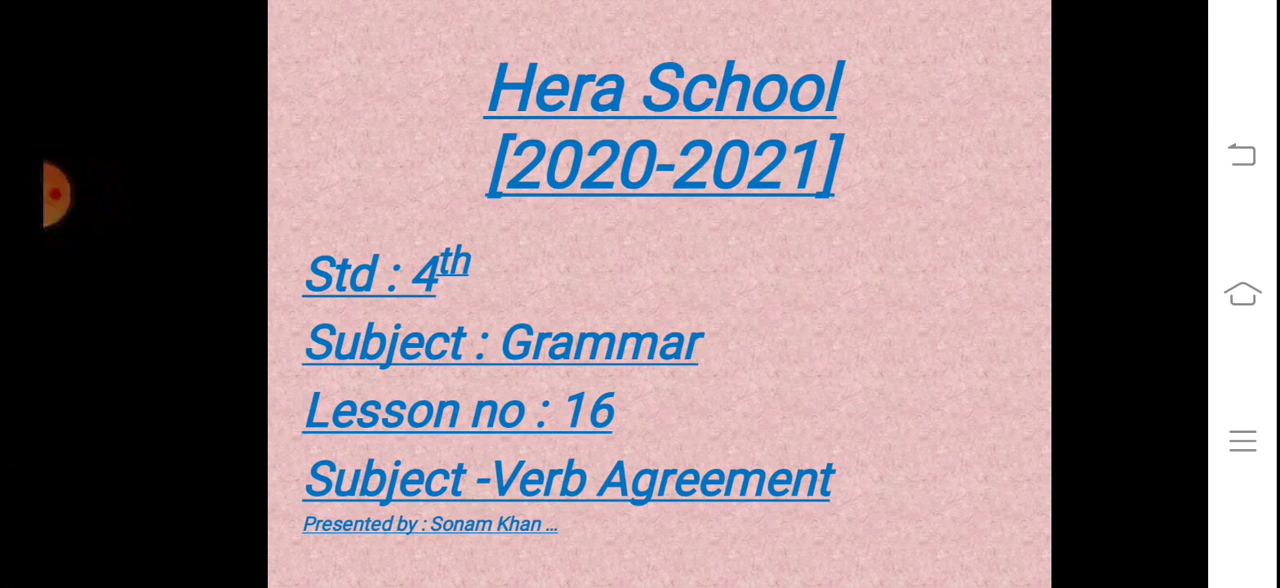 Hera School
[2020-2021]
Std : 4th
Subject : Grammar
Lesson no : 16
Subject -Verb Agreement
Presented by : Sonam Khan ...